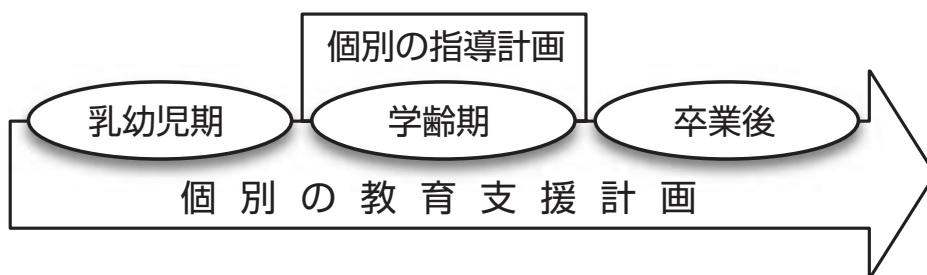 個別の指導計画
乳幼児期
学齢期
卒業後
個別の教育支援計画